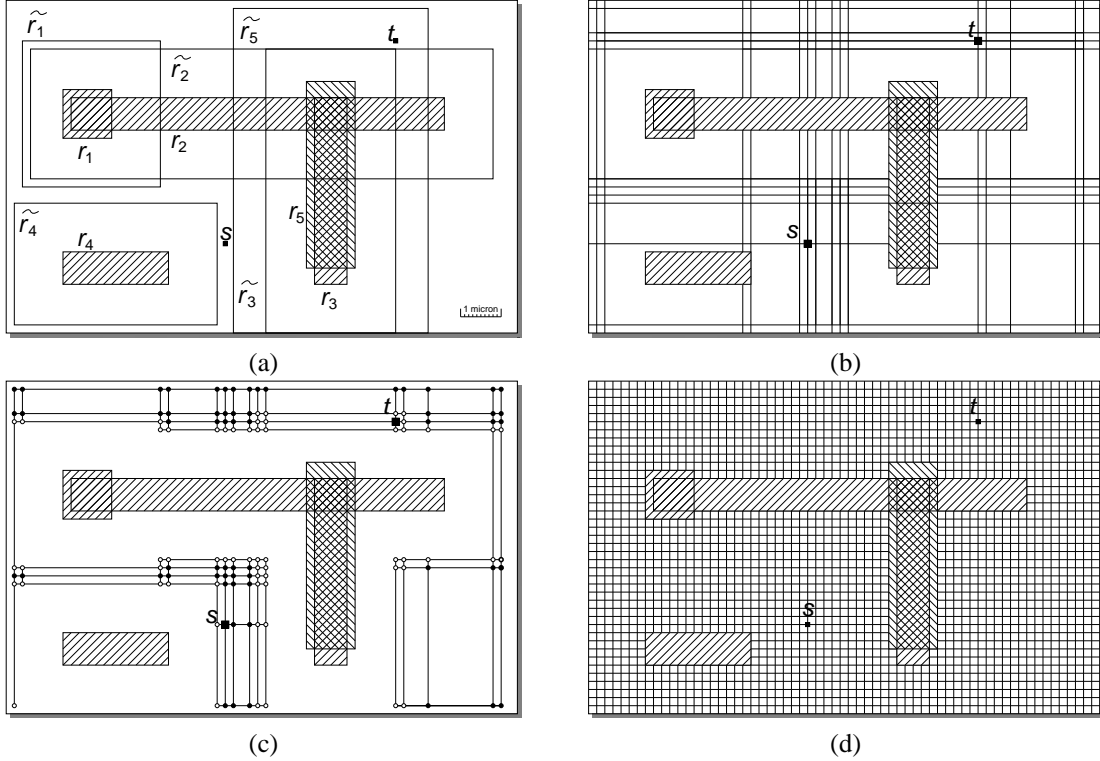 r̃₁
r̃₅
t
r̃₂
r₁
r₂
r̃₄
r₅
s
r₄
r̃₃
r₃
1 micron
(a)
t
s
(b)
t
s
(c)
t
s
(d)